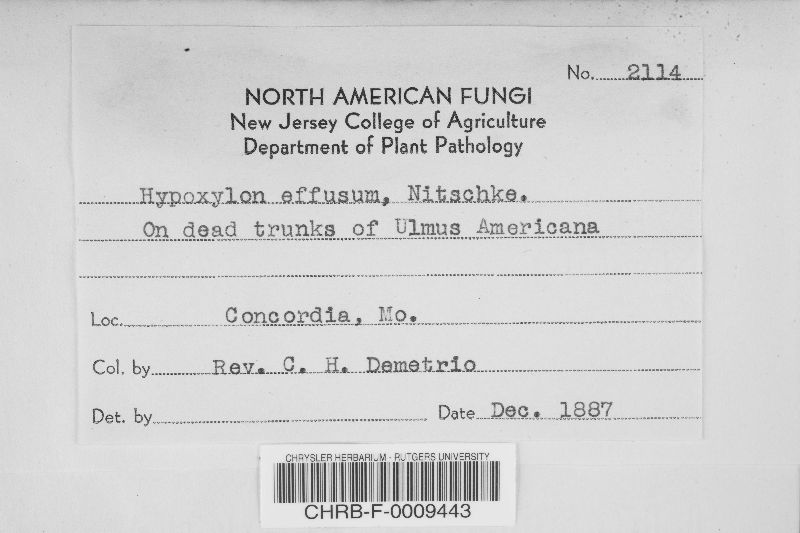 No. 2114
NORTH AMERICAN FUNGI
New Jersey College of Agriculture
Department of Plant Pathology
Hypoxylon effusum, Nitschke.
On dead trunks of Ulmus Americana
Loc. Concordia, Mo.
Col. by Rev. C. H. Demetrio
Det. by Date Dec. 1887
CHRYSLER HERBARIUM - RUTGERS UNIVERSITY
CHRB-F-0009443